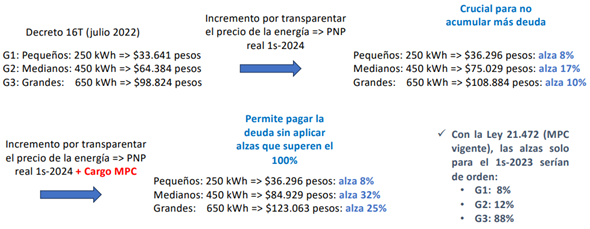 Decreto 16T (julio 2022)
G1: Pequeños: 250 kWh => $33.641 pesos
G2: Medianos: 450 kWh => $64.384 pesos
G3: Grandes: 650 kWh => $98.824 pesos
Incremento por transparentar
el precio de la energía => PNP
real 1s-2024
Crucial para no
acumular más deuda
Pequeños: 250 kWh => $36.296 pesos: alza 8%
Medianos: 450 kWh => $75.029 pesos: alza 17%
Grandes: 650 kWh => $108.884 pesos: alza 10%
Incremento por transparentar
el precio de la energía => PNP
real 1s-2024 + Cargo MPC
Permite pagar la
deuda sin aplicar
alzas que superen el
100%
Pequeños: 250 kWh => $36.296 pesos: alza 8%
Medianos: 450 kWh => $84.929 pesos: alza 32%
Grandes: 650 kWh => $123.063 pesos: alza 25%
✓ Con la Ley 21.472 (MPC
vigente), las alzas solo
para el 1s-2023 serían
de orden:
• G1: 8%
• G2: 12%
• G3: 88%